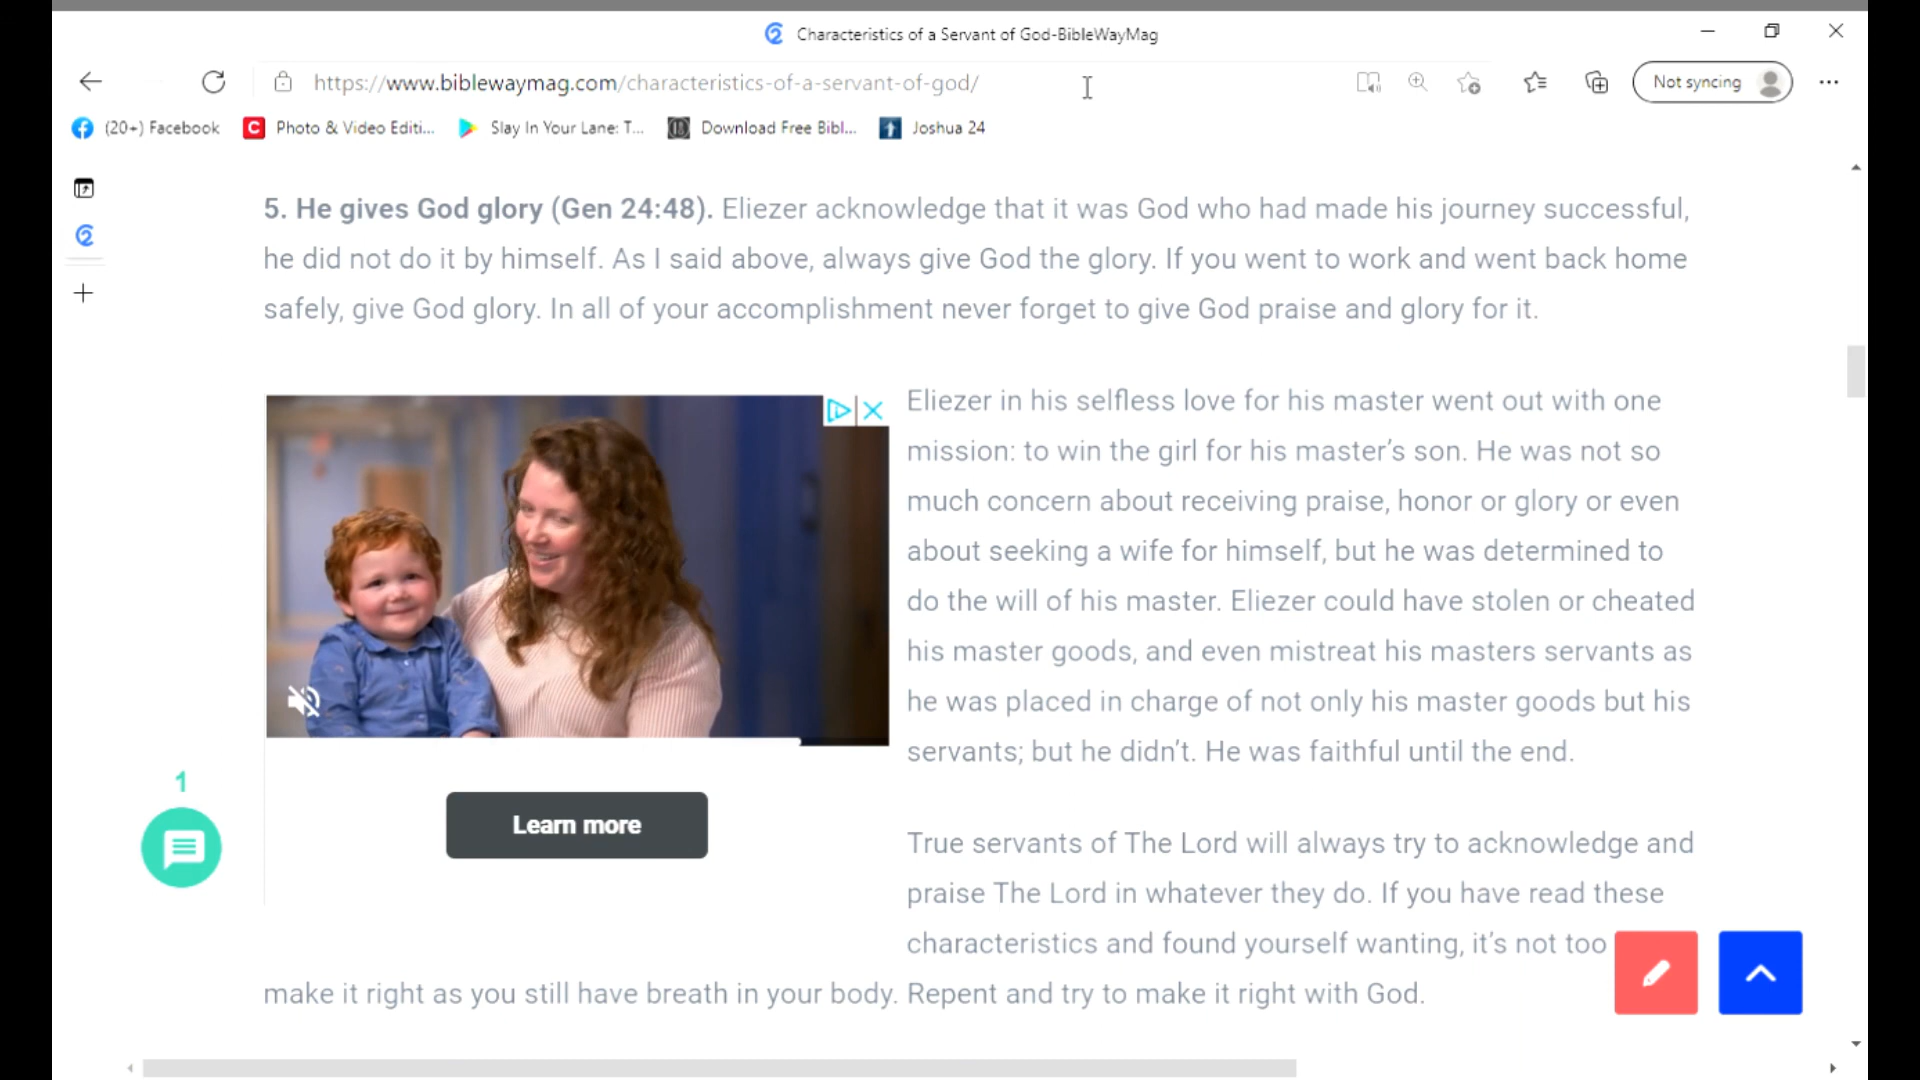 Characteristics of a Servant of God-BibleWayMag
https://www.biblewaymag.com/characteristics-of-a-servant-of-god/
Not syncing
(20+) Facebook
Photo & Video Editi...
Slay In Your Lane: T...
Download Free Bibl...
Joshua 24
5. He gives God glory (Gen 24:48). Eliezer acknowledge that it was God who had made his journey successful,
he did not do it by himself. As I said above, always give God the glory. If you went to work and went back home
safely, give God glory. In all of your accomplishment never forget to give God praise and glory for it.
Eliezer in his selfless love for his master went out with one
mission: to win the girl for his master’s son. He was not so
much concern about receiving praise, honor or glory or even
about seeking a wife for himself, but he was determined to
do the will of his master. Eliezer could have stolen or cheated
his master goods, and even mistreat his masters servants as
he was placed in charge of not only his master goods but his
servants; but he didn’t. He was faithful until the end.
1
Learn more
True servants of The Lord will always try to acknowledge and
praise The Lord in whatever they do. If you have read these
characteristics and found yourself wanting, it’s not too
make it right as you still have breath in your body. Repent and try to make it right with God.